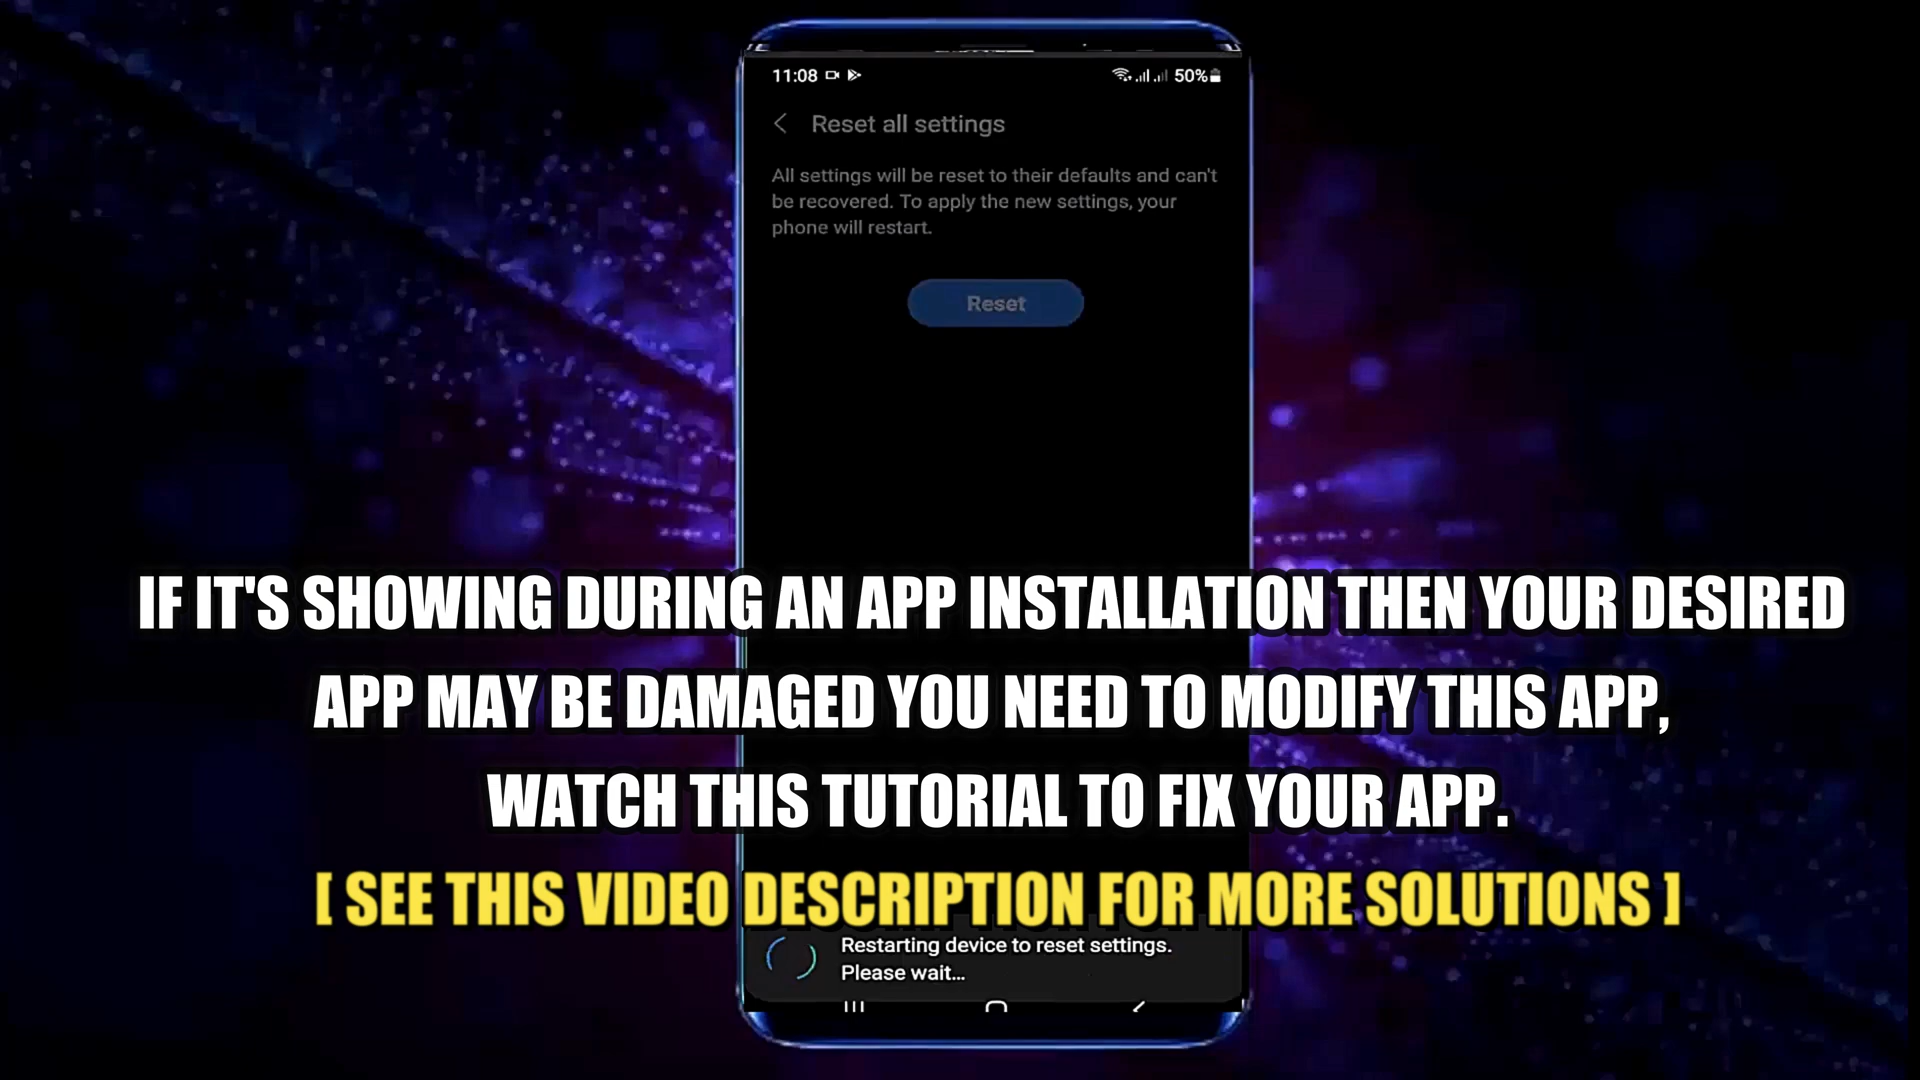 11:08 50%
Reset all settings
All settings will be reset to their defaults and can't
be recovered. To apply the new settings, your
phone will restart.
Reset
IF IT'S SHOWING DURING AN APP INSTALLATION THEN YOUR DESIRED
APP MAY BE DAMAGED YOU NEED TO MODIFY THIS APP,
WATCH THIS TUTORIAL TO FIX YOUR APP.
[ SEE THIS VIDEO DESCRIPTION FOR MORE SOLUTIONS ]
Restarting device to reset settings.
Please wait...